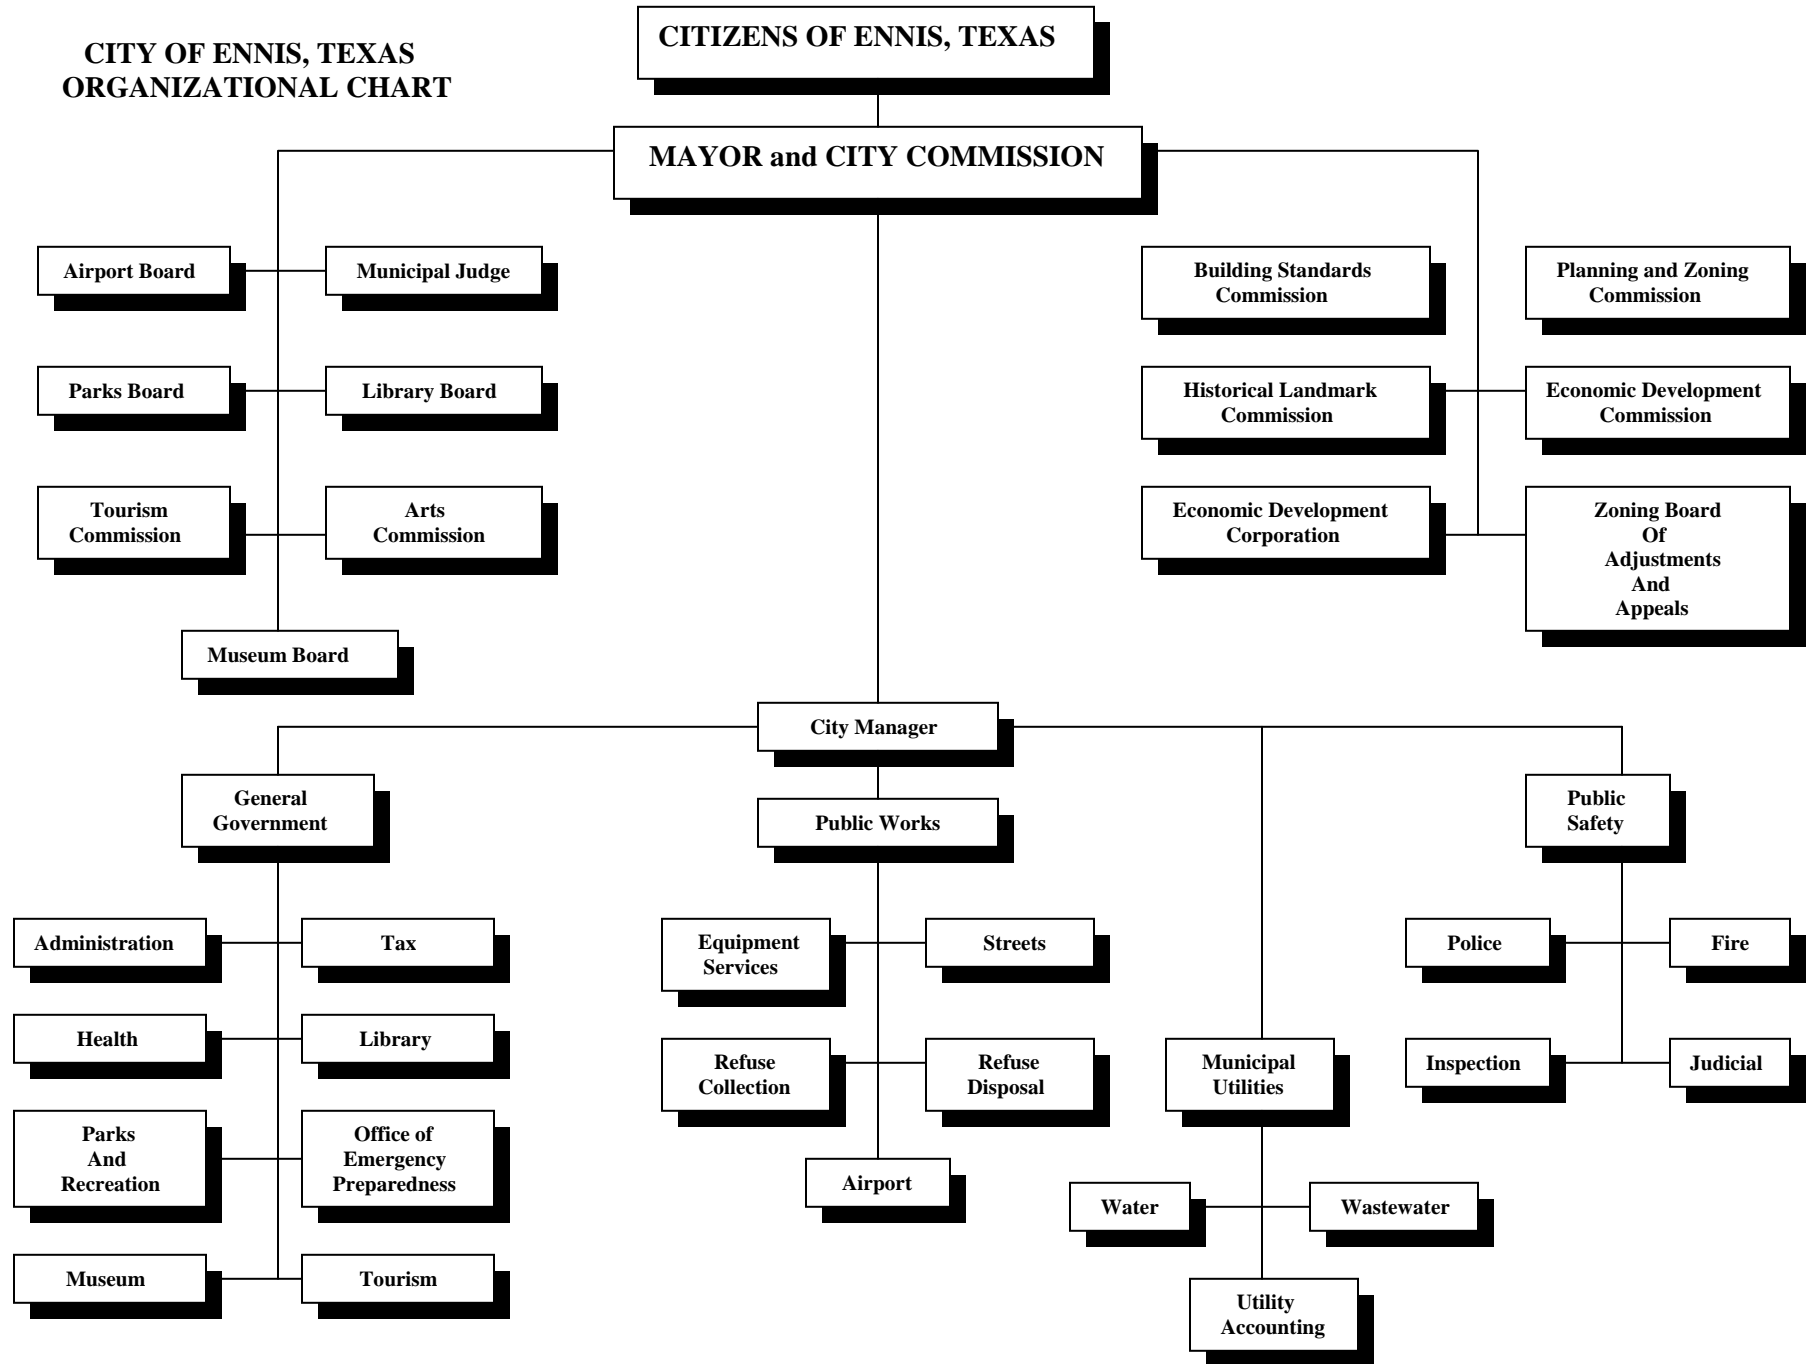 CITY OF ENNIS, TEXAS
ORGANIZATIONAL CHART
CITIZENS OF ENNIS, TEXAS
MAYOR and CITY COMMISSION
Airport Board
Municipal Judge
Parks Board
Library Board
Tourism
Commission
Arts
Commission
Museum Board
Building Standards
Commission
Planning and Zoning
Commission
Historical Landmark
Commission
Economic Development
Commission
Economic Development
Corporation
Zoning Board
Of
Adjustments
And
Appeals
City Manager
General
Government
Public Works
Public
Safety
Administration
Tax
Health
Library
Parks
And
Recreation
Office of
Emergency
Preparedness
Museum
Tourism
Equipment
Services
Streets
Refuse
Collection
Refuse
Disposal
Airport
Municipal
Utilities
Water
Wastewater
Utility
Accounting
Police
Fire
Inspection
Judicial